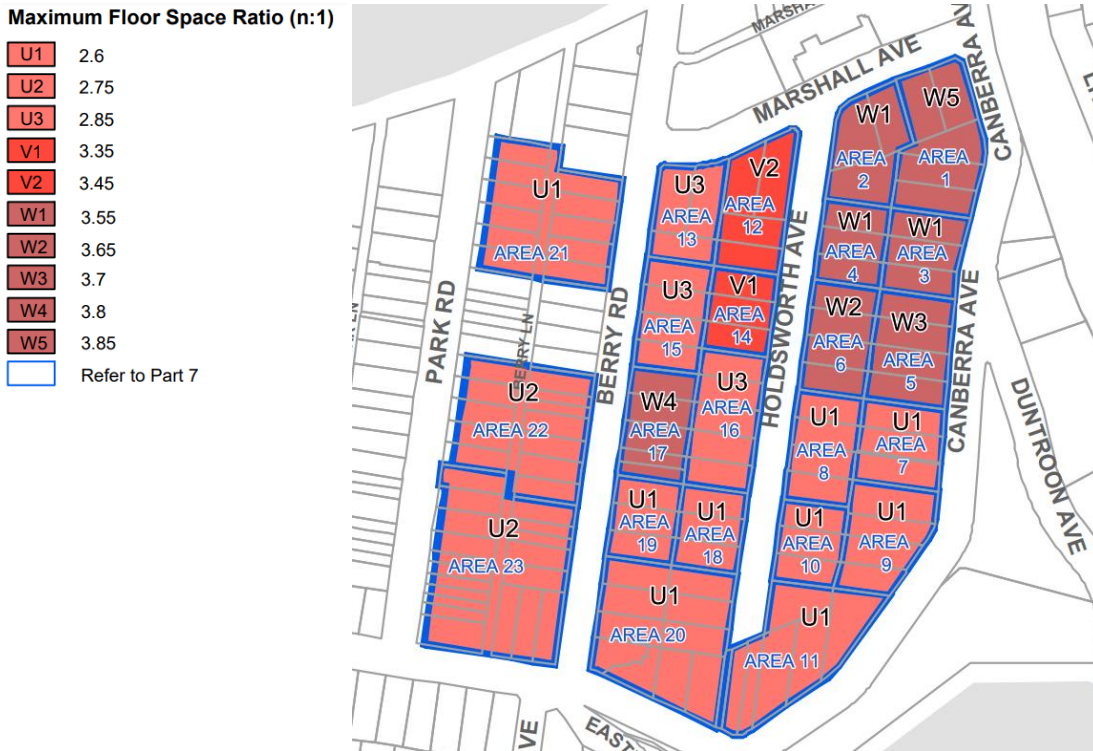 Maximum Floor Space Ratio (n:1)
U1 2.6
U2 2.75
U3 2.85
V1 3.35
V2 3.45
W1 3.55
W2 3.65
W3 3.7
W4 3.8
W5 3.85
Refer to Part 7
MARSHALL AVE
CANBERRA AV
W5
W1
AREA
2
AREA
1
V2
AREA
12
U3
AREA
13
U1
AREA 21
W1
AREA
4
W1
AREA
3
V1
AREA
14
U3
AREA
15
W2
AREA
6
W3
AREA
5
HOLDSWORTH AVE
CANBERRA AVE
PARK RD
BERRY LN
BERRY RD
U2
AREA 22
W4
AREA
17
U3
AREA
16
U1
AREA
8
U1
AREA
7
DUNTROON AVE
U1
AREA
19
U1
AREA
18
U1
AREA
10
U1
AREA
9
U2
AREA 23
U1
AREA 20
U1
AREA 11
VE
EAST